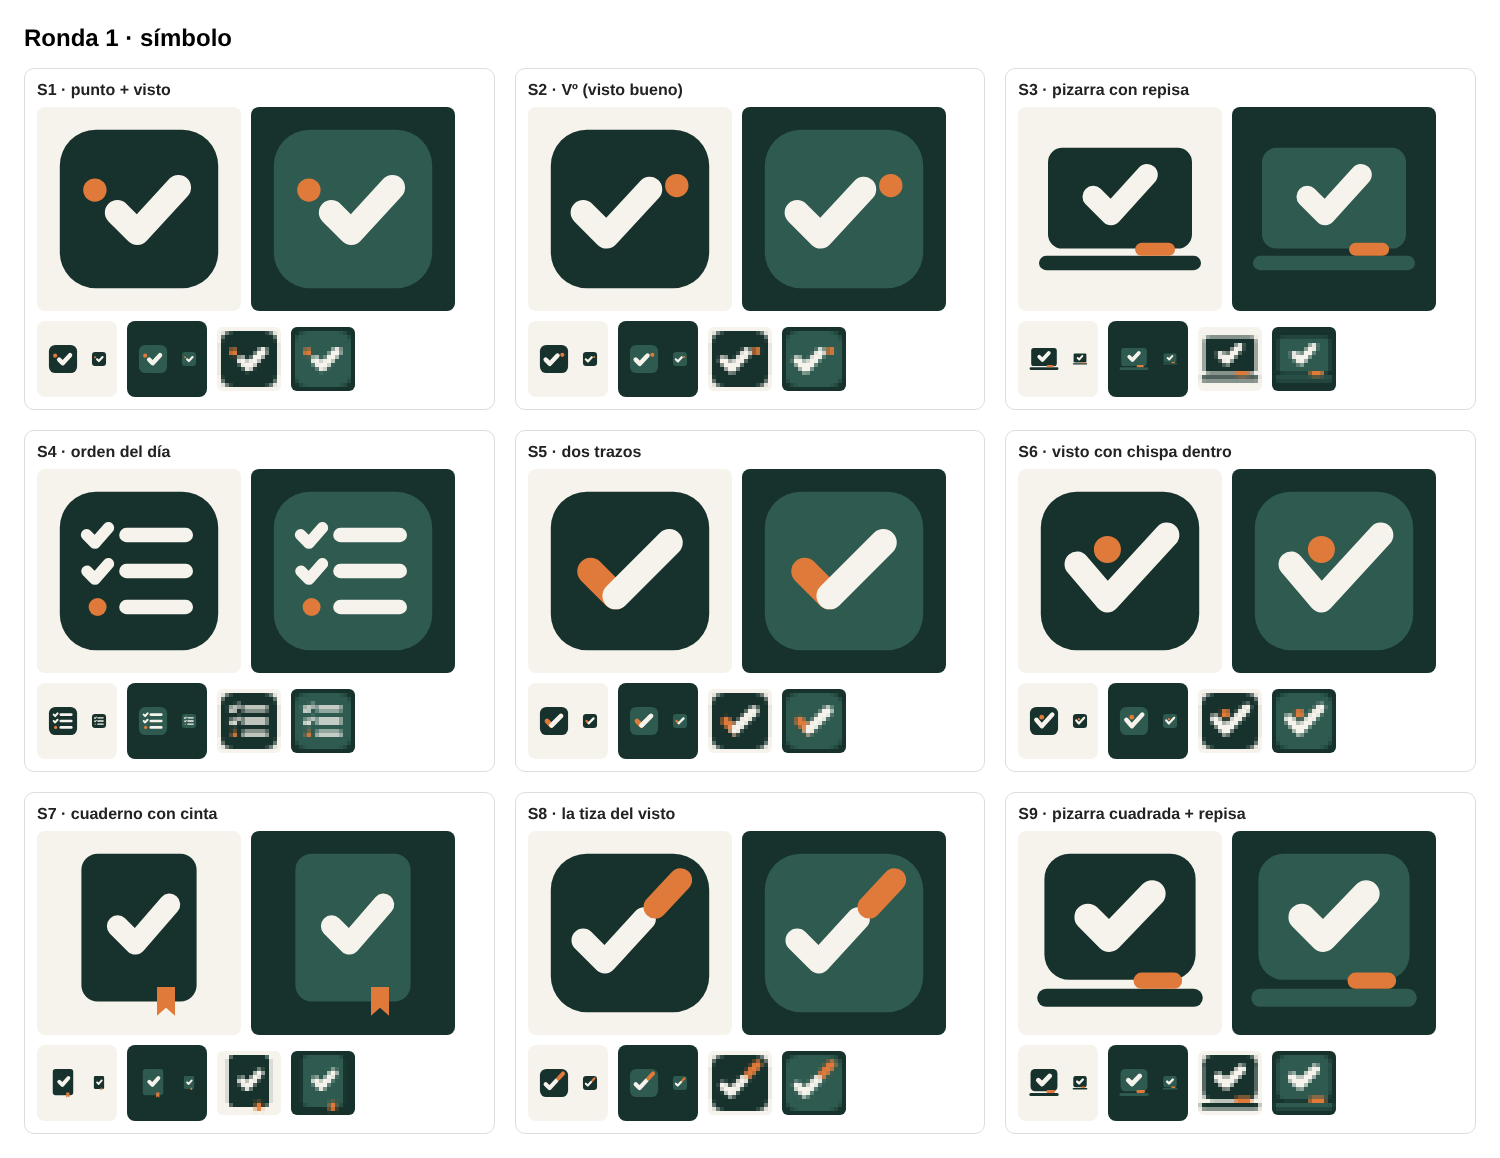 Ronda 1 · símbolo
S1 · punto + visto
S2 · Vº (visto bueno)
S3 · pizarra con repisa
S4 · orden del día
S5 · dos trazos
S6 · visto con chispa dentro
S7 · cuaderno con cinta
S8 · la tiza del visto
S9 · pizarra cuadrada + repisa